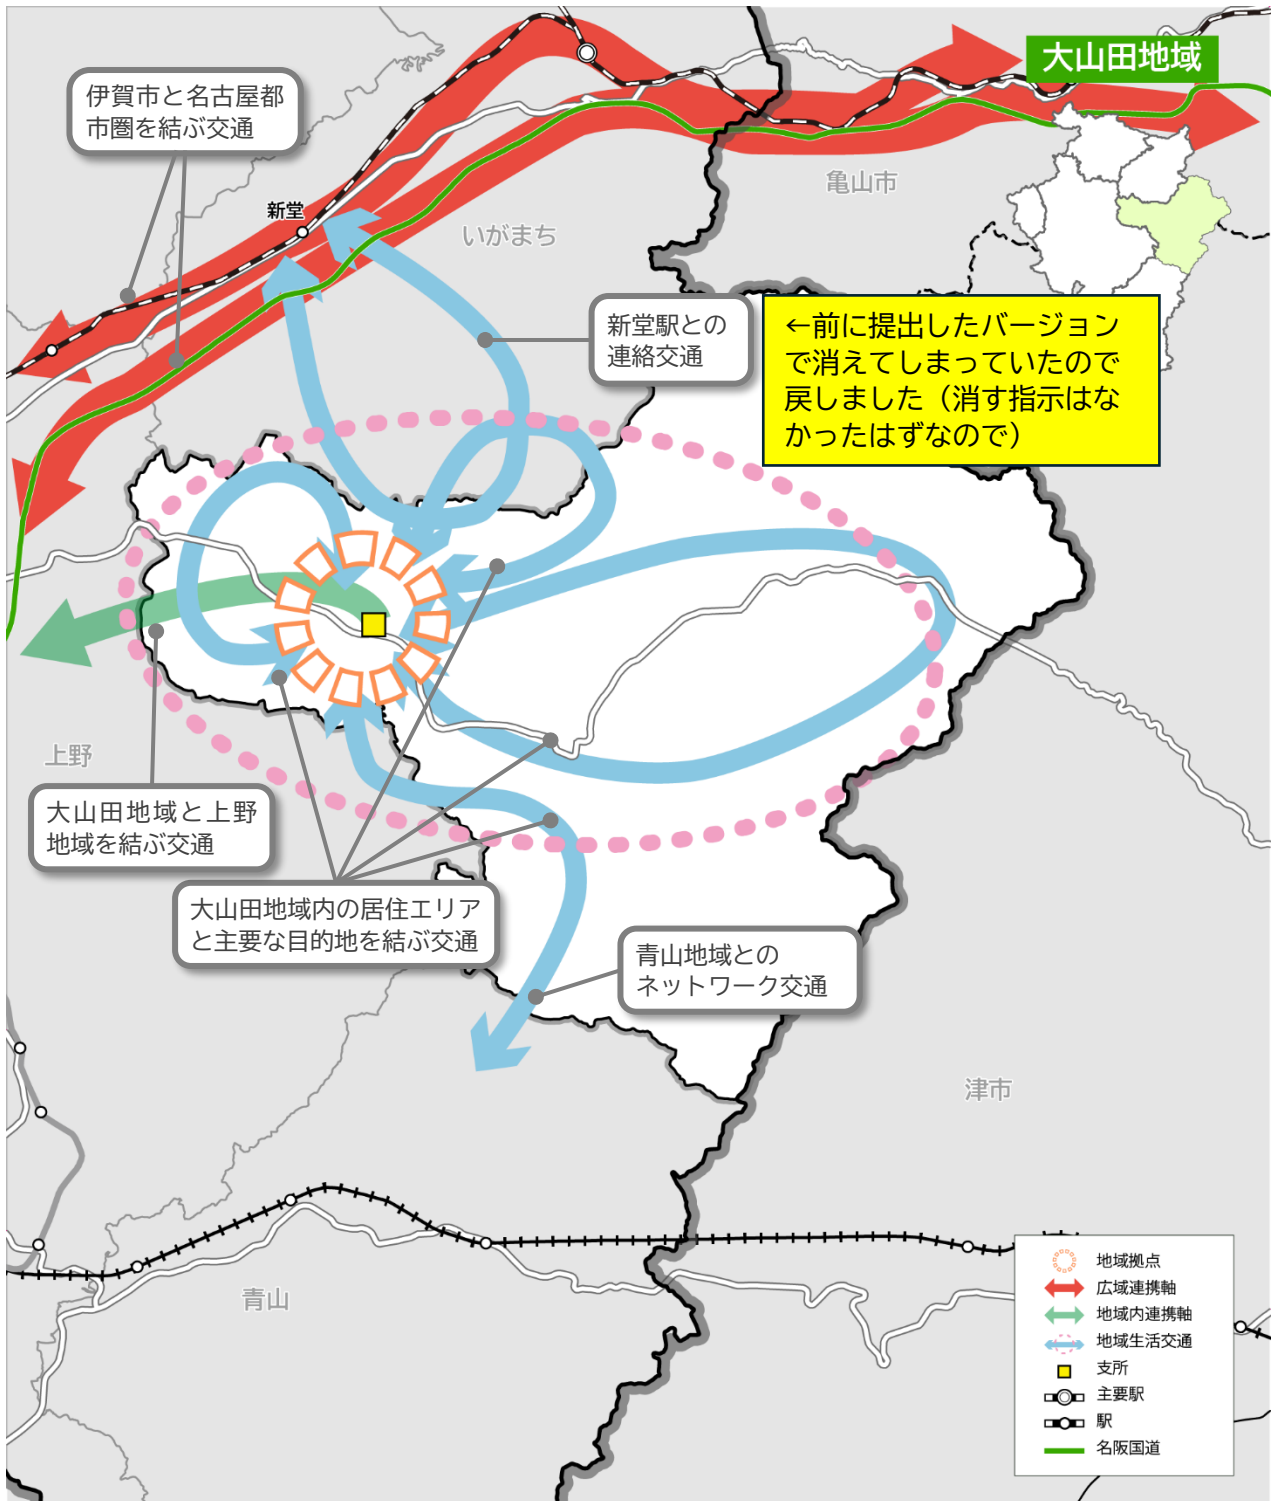 大山田地域
伊賀市と名古屋都
市圏を結ぶ交通
亀山市
新堂
いがまち
新堂駅との
連絡交通
←前に提出したバージョン
で消えてしまっていたので
戻しました（消す指示はな
かったはずなので）
上野
大山田地域と上野
地域を結ぶ交通
大山田地域内の居住エリア
と主要な目的地を結ぶ交通
青山地域との
ネットワーク交通
津市
青山
地域拠点
広域連携軸
地域内連携軸
地域生活交通
支所
主要駅
駅
名阪国道